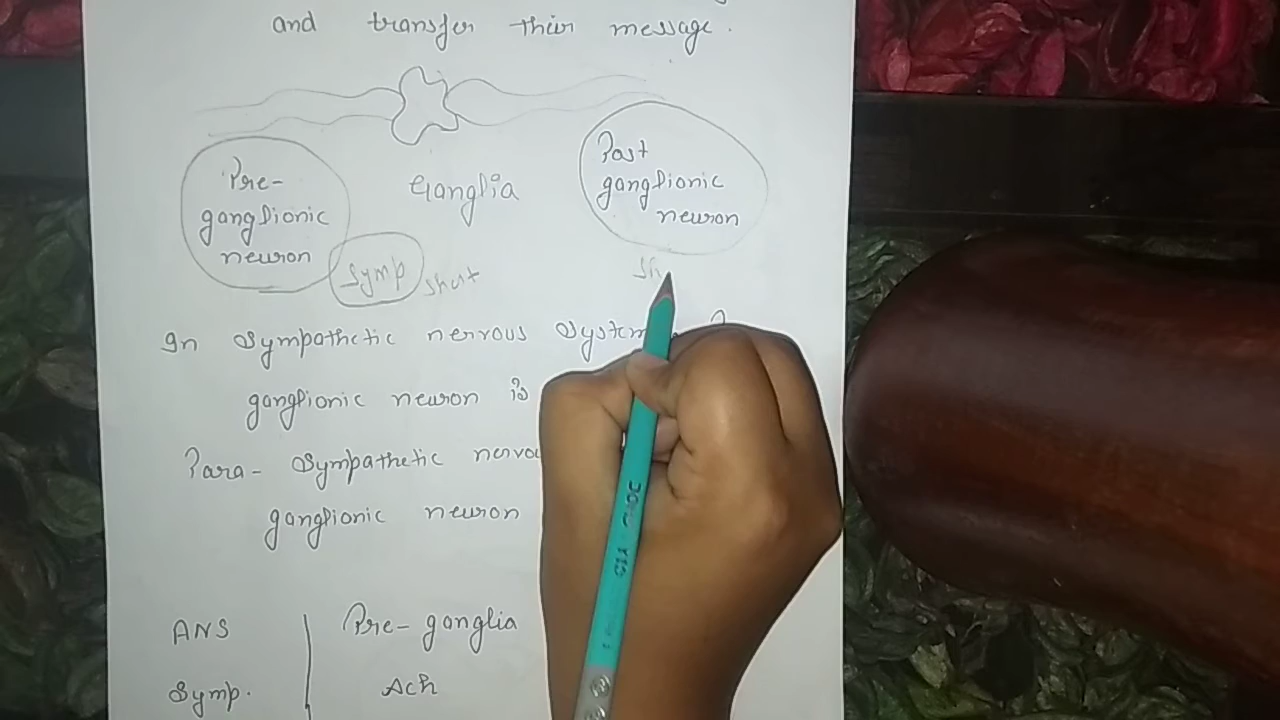 and transfer their message.
Pre-
ganglionic
neuron
Ganglia
Post
ganglionic
neuron
Symp short
In Sympathetic nervous System
ganglionic neuron is
Para- Sympathetic
ganglionic neuron
ANS Pre- ganglia
Symp. Ach